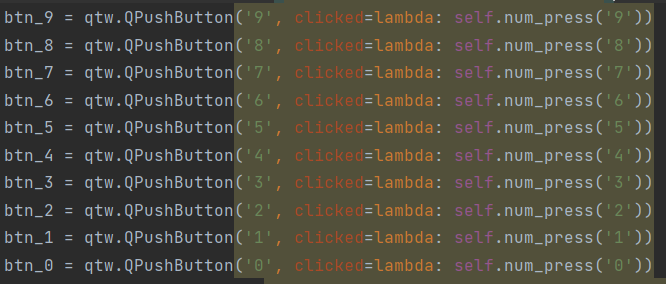 btn_9 = qtw.QPushButton('9', clicked=lambda: self.num_press('9'))
btn_8 = qtw.QPushButton('8', clicked=lambda: self.num_press('8'))
btn_7 = qtw.QPushButton('7', clicked=lambda: self.num_press('7'))
btn_6 = qtw.QPushButton('6', clicked=lambda: self.num_press('6'))
btn_5 = qtw.QPushButton('5', clicked=lambda: self.num_press('5'))
btn_4 = qtw.QPushButton('4', clicked=lambda: self.num_press('4'))
btn_3 = qtw.QPushButton('3', clicked=lambda: self.num_press('3'))
btn_2 = qtw.QPushButton('2', clicked=lambda: self.num_press('2'))
btn_1 = qtw.QPushButton('1', clicked=lambda: self.num_press('1'))
btn_0 = qtw.QPushButton('0', clicked=lambda: self.num_press('0'))